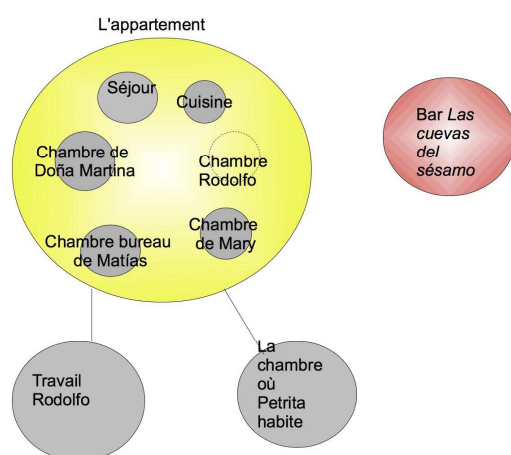 L'appartement
Séjour
Cuisine
Chambre de
Doña Martina
Chambre
Rodolfo
Chambre bureau
de Matías
Chambre
de Mary
Bar Las
cuevas
del
sésamo
Travail
Rodolfo
La
chambre
où
Petrita
habite